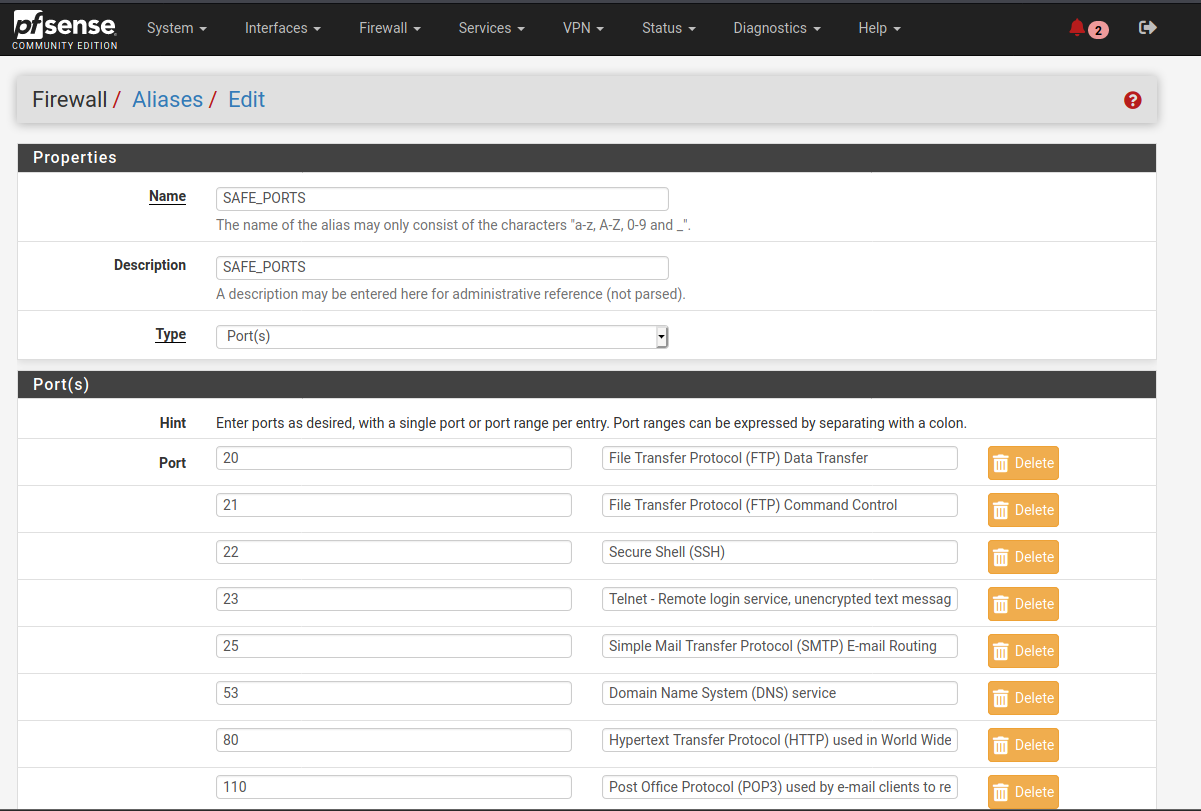 pfsense System Interfaces Firewall Services VPN Status Diagnostics Help 2
COMMUNITY EDITION
Firewall / Aliases / Edit ?
Properties
Name SAFE_PORTS
The name of the alias may only consist of the characters "a-z, A-Z, 0-9 and _".
Description SAFE_PORTS
A description may be entered here for administrative reference (not parsed).
Type Port(s)
Port(s)
Hint Enter ports as desired, with a single port or port range per entry. Port ranges can be expressed by separating with a colon.
Port 20 File Transfer Protocol (FTP) Data Transfer Delete
21 File Transfer Protocol (FTP) Command Control Delete
22 Secure Shell (SSH) Delete
23 Telnet - Remote login service, unencrypted text messag Delete
25 Simple Mail Transfer Protocol (SMTP) E-mail Routing Delete
53 Domain Name System (DNS) service Delete
80 Hypertext Transfer Protocol (HTTP) used in World Wide Delete
110 Post Office Protocol (POP3) used by e-mail clients to re Delete